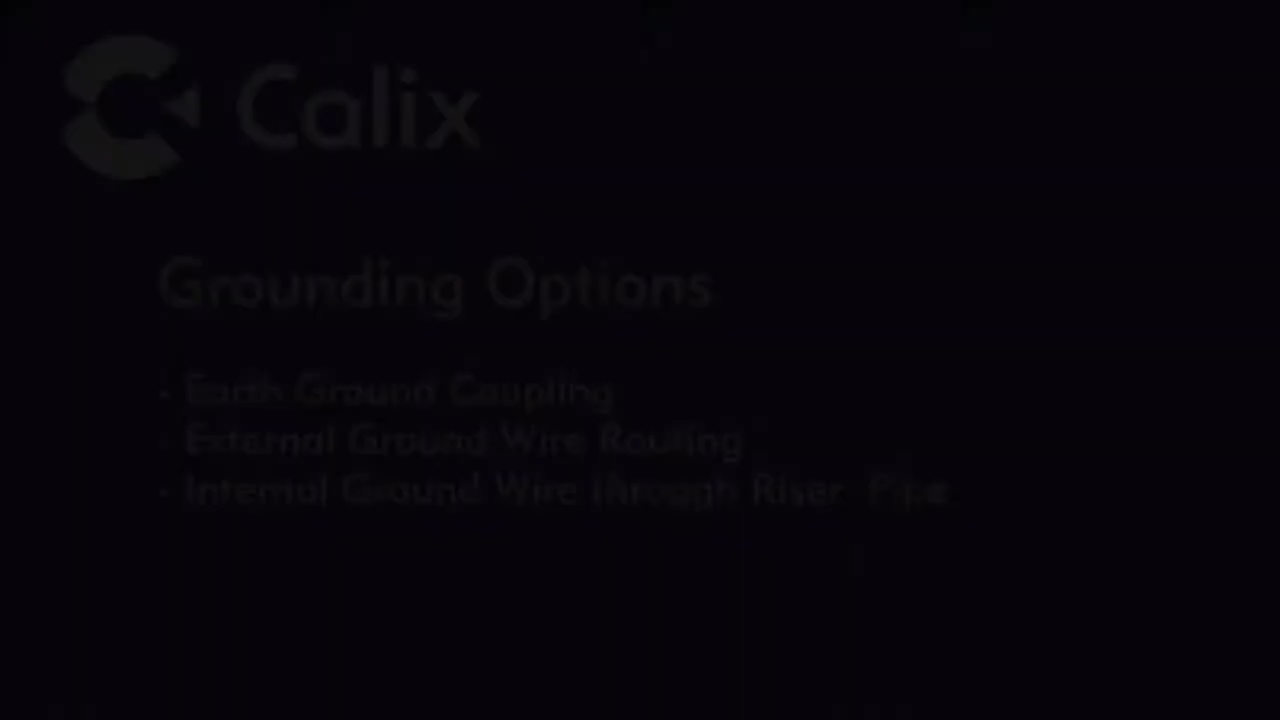 Calix
Grounding Options
- Earth Ground Coupling
- External Ground Wire Routing
- Internal Ground Wire through Riser Pipe